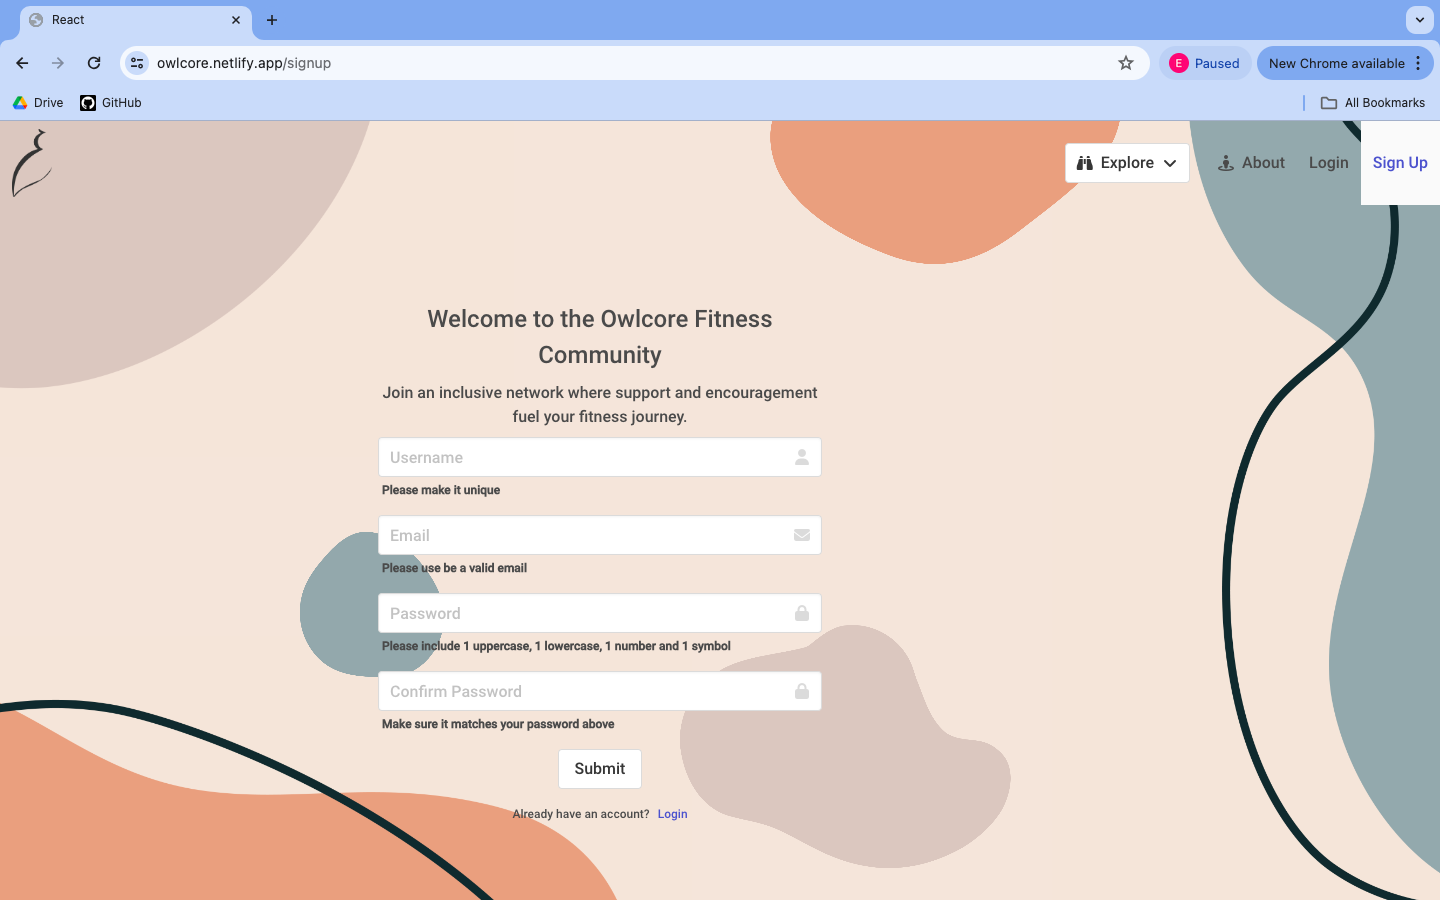 React
owlcore.netlify.app/signup
E Paused
New Chrome available
Drive
GitHub
All Bookmarks
Explore
About
Login
Sign Up
Welcome to the Owlcore Fitness
Community
Join an inclusive network where support and encouragement
fuel your fitness journey.
Username
Please make it unique
Email
Please use be a valid email
Password
Please include 1 uppercase, 1 lowercase, 1 number and 1 symbol
Confirm Password
Make sure it matches your password above
Submit
Already have an account? Login